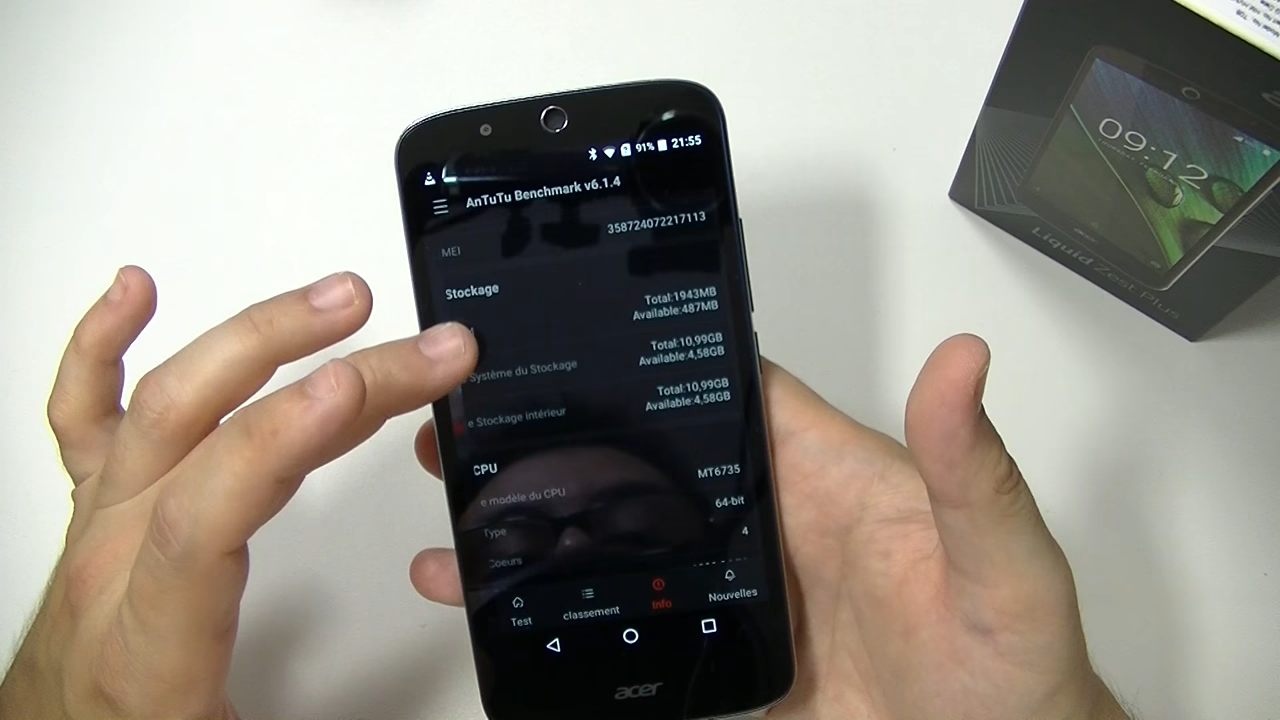 91% 21:55
AnTuTu Benchmark v6.1.4
358724072217113
MEI
Stockage
Total:1943MB
Available:487MB
Total:10,99GB
Système du Stockage
Available:4,58GB
Total:10,99GB
e Stockage intérieur
Available:4,58GB
CPU
MT6735
e modèle du CPU
64-bit
Type
4
Coeurs
Test
classement
Info
Nouvelles
acer
09:12
Liquid Zest Plus